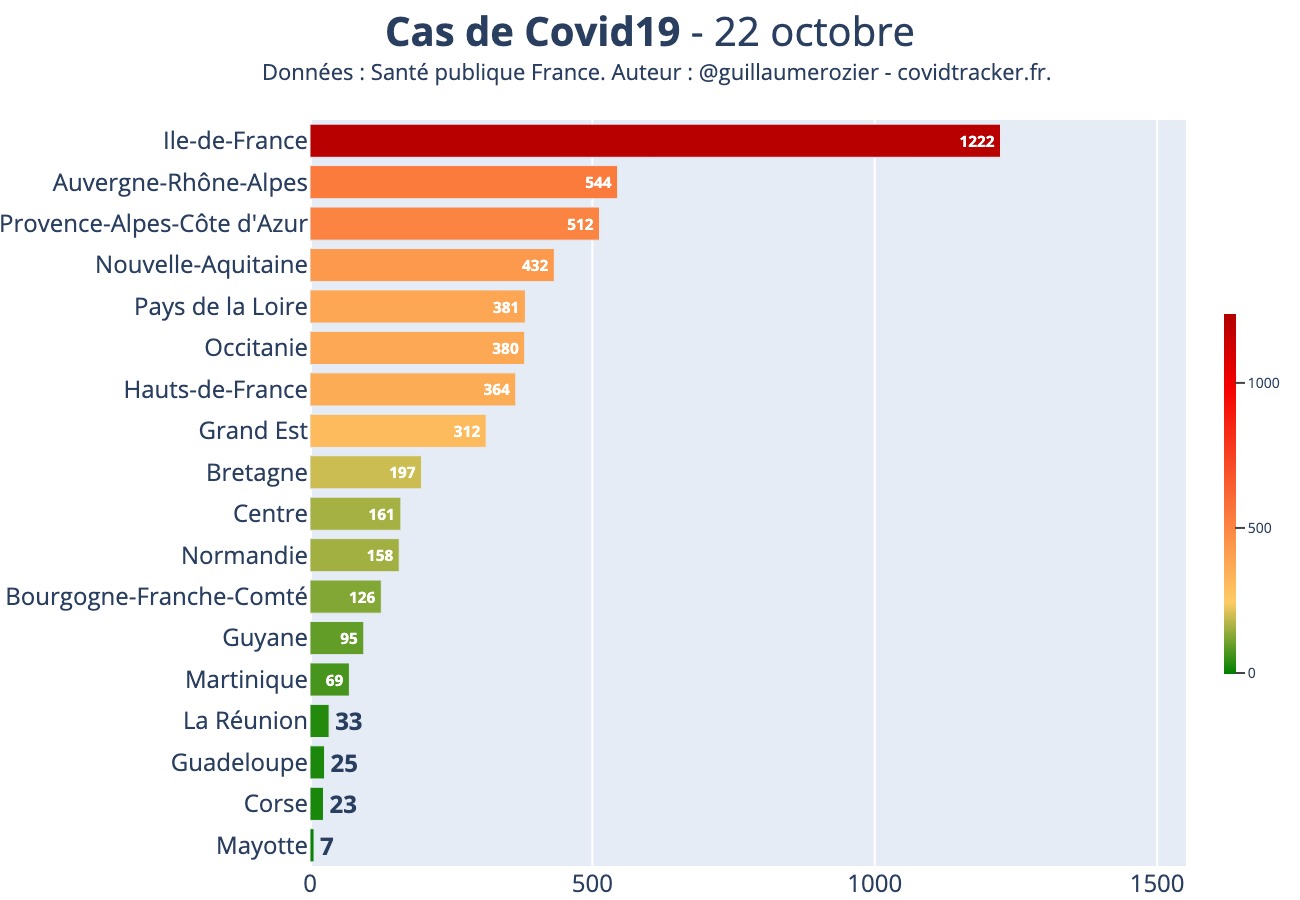 Cas de Covid19 - 22 octobre
Données : Santé publique France. Auteur : @guillaumerozier - covidtracker.fr.
Ile-de-France 1222
Auvergne-Rhône-Alpes 544
Provence-Alpes-Côte d'Azur 512
Nouvelle-Aquitaine 432
Pays de la Loire 381
Occitanie 380
Hauts-de-France 364
Grand Est 312
Bretagne 197
Centre 161
Normandie 158
Bourgogne-Franche-Comté 126
Guyane 95
Martinique 69
La Réunion 33
Guadeloupe 25
Corse 23
Mayotte 7
0 500 1000 1500
1000
500
0